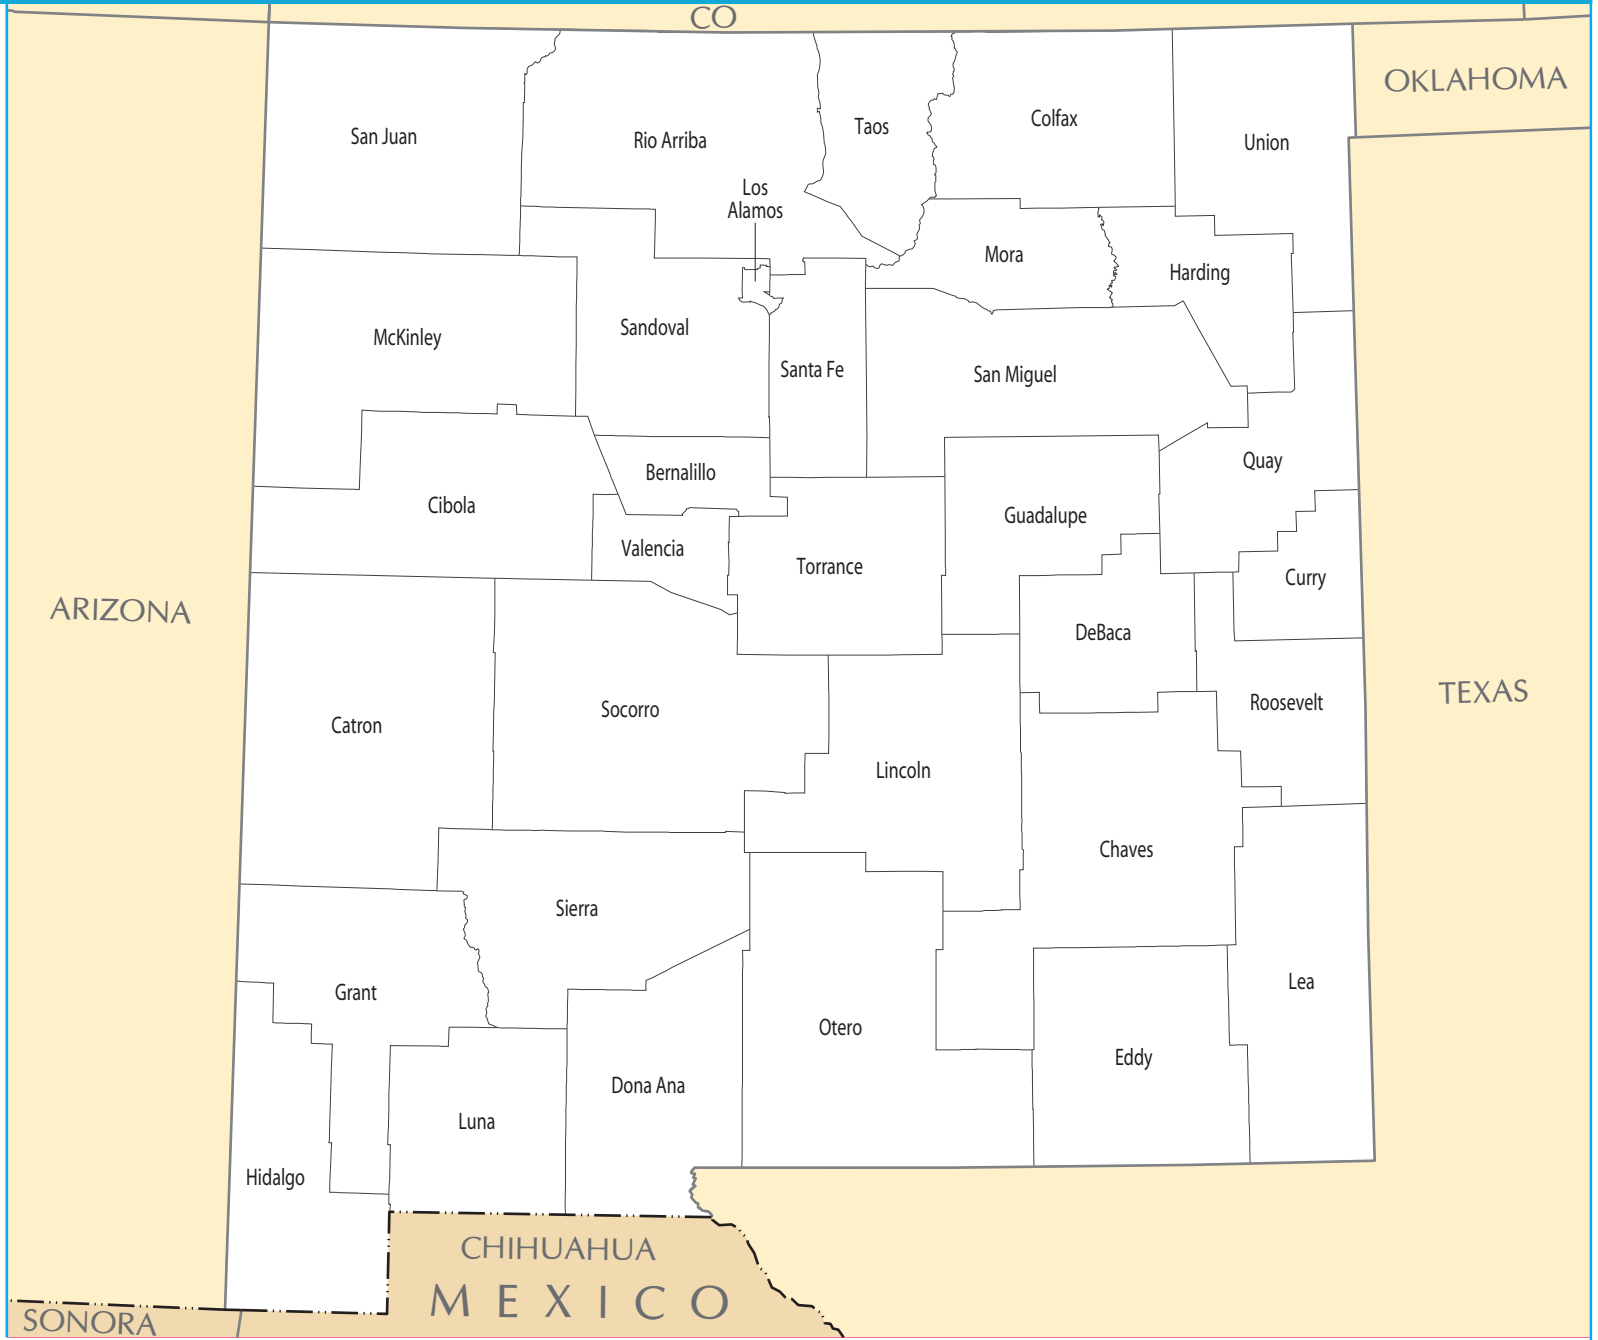 CO
OKLAHOMA
San Juan
Rio Arriba
Taos
Colfax
Union
Los
Alamos
Mora
Harding
McKinley
Sandoval
Santa Fe
San Miguel
Bernalillo
Quay
Cibola
Guadalupe
Valencia
Torrance
Curry
ARIZONA
DeBaca
TEXAS
Catron
Socorro
Roosevelt
Lincoln
Chaves
Sierra
Grant
Lea
Otero
Eddy
Dona Ana
Luna
Hidalgo
CHIHUAHUA
MEXICO
SONORA